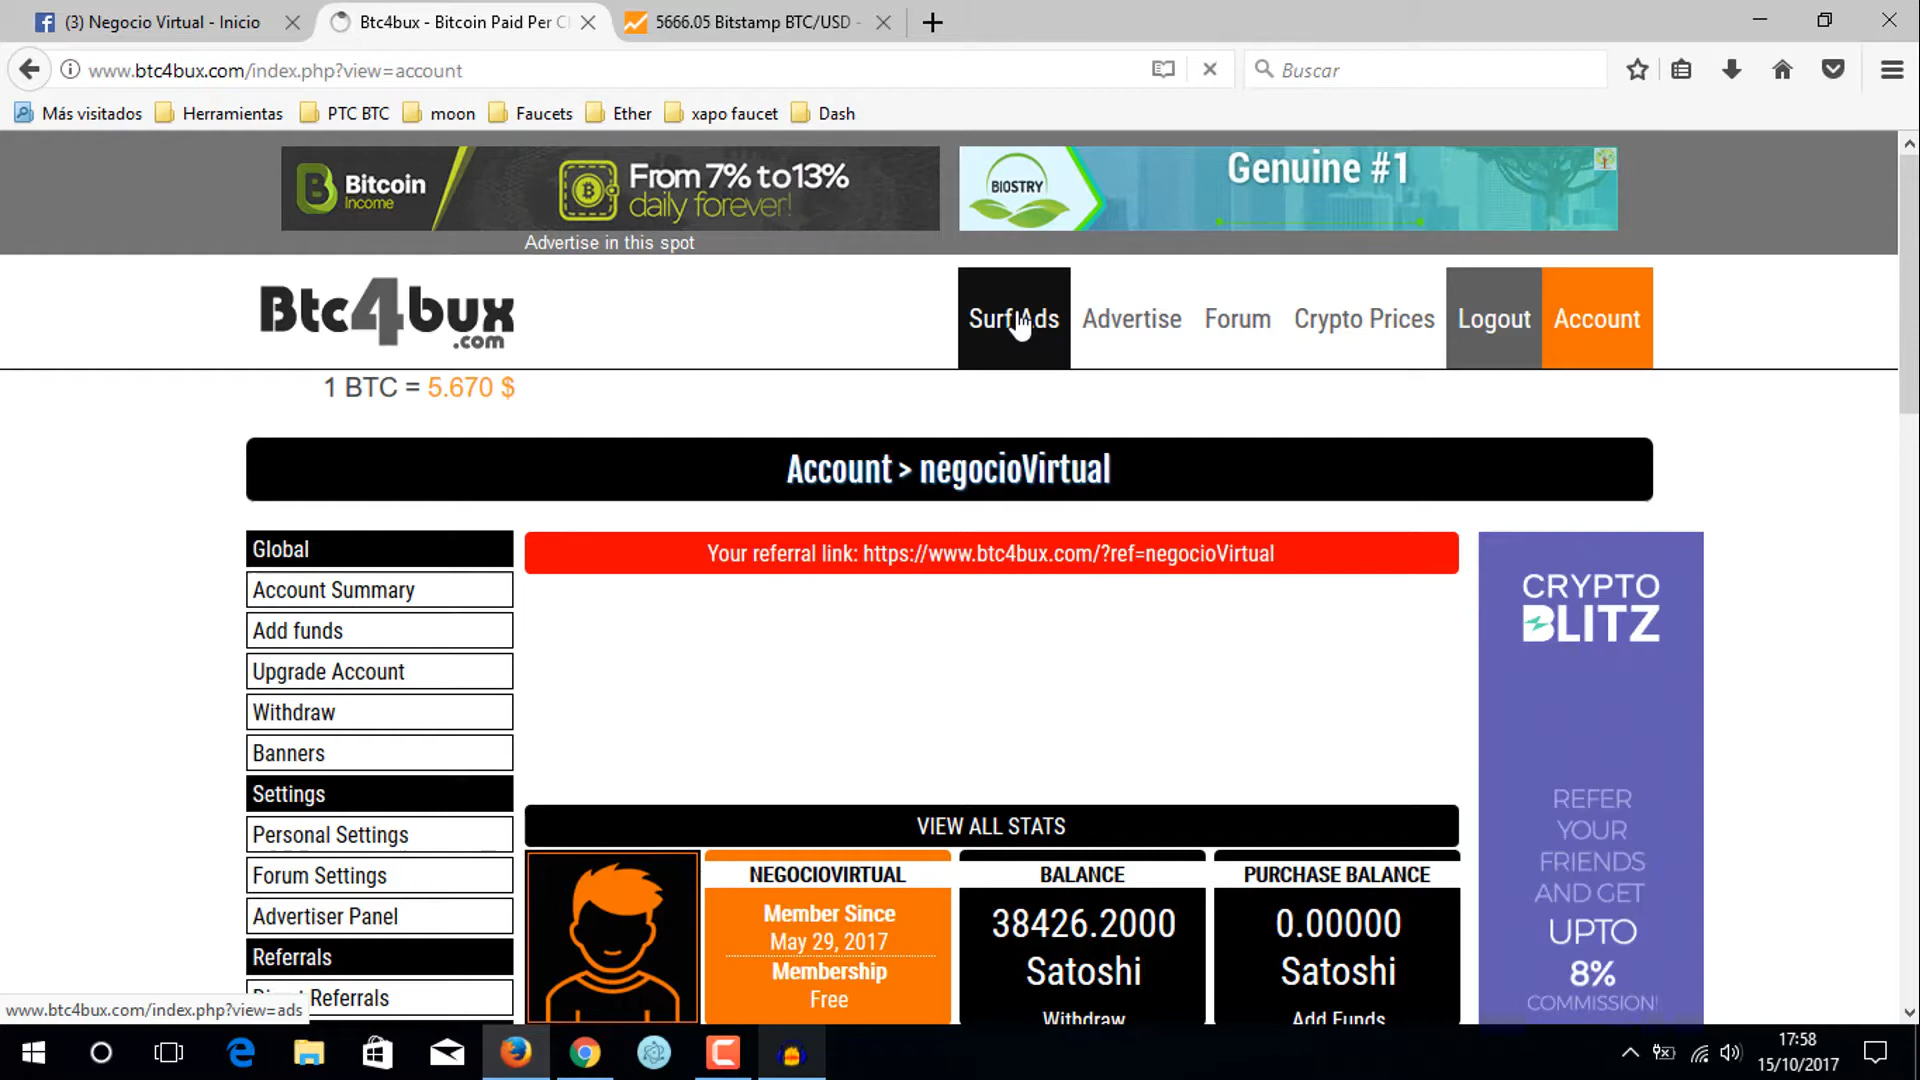 (3) Negocio Virtual - Inicio
Btc4bux - Bitcoin Paid Per C
5666.05 Bitstamp BTC/USD -
www.btc4bux.com/index.php?view=account
Buscar
Más visitados
Herramientas
PTC BTC
moon
Faucets
Ether
xapo faucet
Dash
Bitcoin
Income
From 7% to 13%
daily forever!
Advertise in this spot
BIOSTRY
Genuine #1
Btc4bux
.com
Surf Ads
Advertise
Forum
Crypto Prices
Logout
Account
1 BTC = 5.670 $
Account > negocioVirtual
Global
Account Summary
Add funds
Upgrade Account
Withdraw
Banners
Settings
Personal Settings
Forum Settings
Advertiser Panel
Referrals
Direct Referrals
Your referral link: https://www.btc4bux.com/?ref=negocioVirtual
VIEW ALL STATS
NEGOCIOVIRTUAL
Member Since
May 29, 2017
Membership
Free
BALANCE
38426.2000
Satoshi
Withdraw
PURCHASE BALANCE
0.00000
Satoshi
Add Funds
CRYPTO
BLITZ
REFER
YOUR
FRIENDS
AND GET
UPTO
8%
COMMISSION!
www.btc4bux.com/index.php?view=ads
17:58
15/10/2017